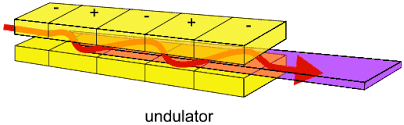 - + - + -
undulator